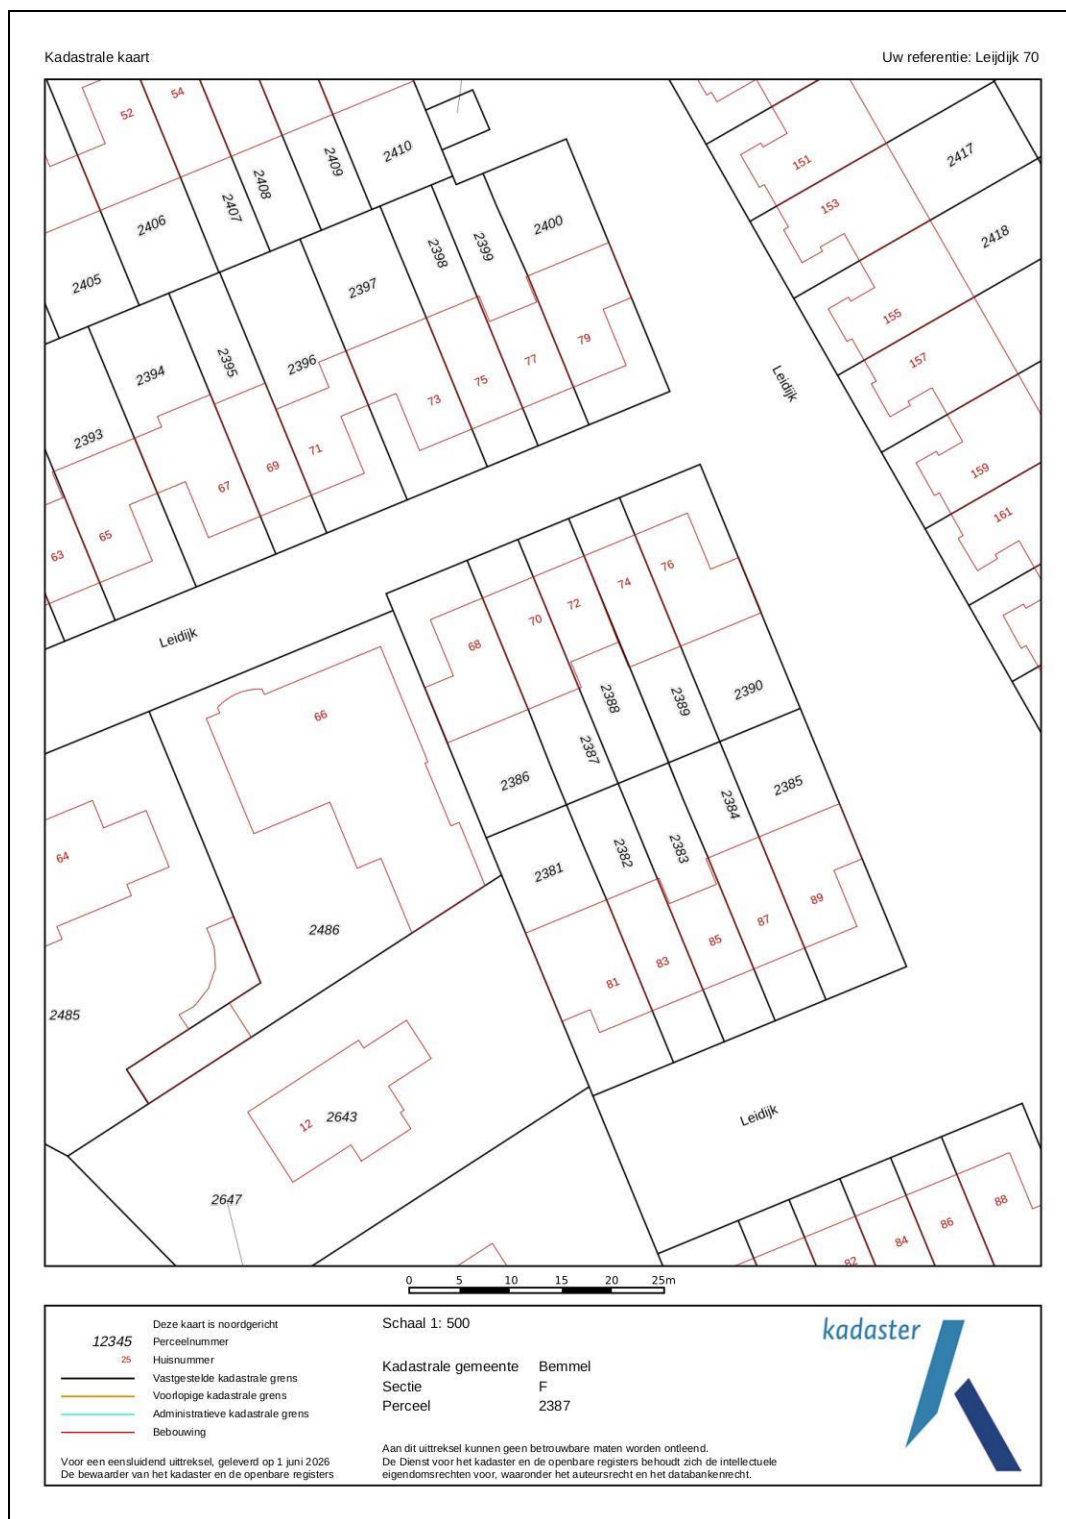 Kadastrale kaart
Uw referentie: Leijdijk 70
52
54
2410
2409
2408
2407
2406
2405
2400
2399
2398
2397
2396
2395
2394
2393
151
153
2417
2418
155
157
159
161
Leidijk
79
77
75
73
71
69
67
65
63
Leidijk
76
74
72
70
68
66
64
2390
2389
2388
2387
2386
2385
2384
2383
2382
2381
89
87
85
83
81
2486
2485
2643
12
2647
Leidijk
88
86
84
82
0 5 10 15 20 25m
Deze kaart is noordgericht
12345 Perceelnummer
25 Huisnummer
Vastgestelde kadastrale grens
Voorlopige kadastrale grens
Administratieve kadastrale grens
Bebouwing
Voor een eensluidend uittreksel, geleverd op 1 juni 2026
De bewaarder van het kadaster en de openbare registers
Schaal 1: 500
Kadastrale gemeente Bemmel
Sectie F
Perceel 2387
Aan dit uittreksel kunnen geen betrouwbare maten worden ontleend.
De Dienst voor het kadaster en de openbare registers behoudt zich de intellectuele
eigendomsrechten voor, waaronder het auteursrecht en het databankenrecht.
kadaster